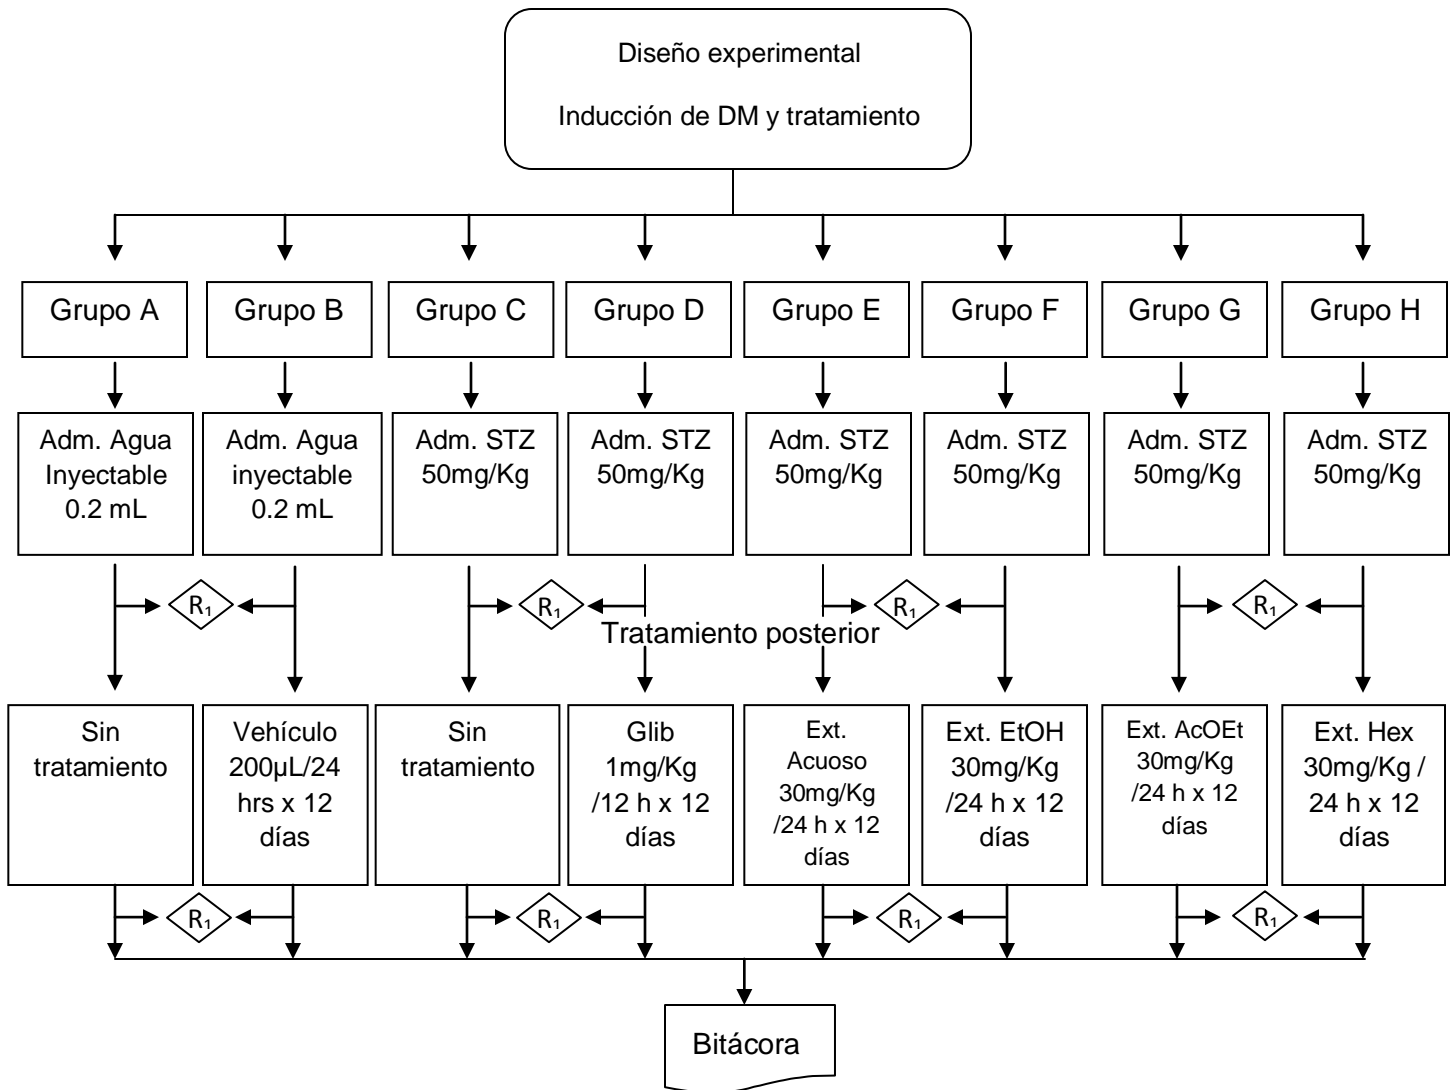 Diseño experimental
Inducción de DM y tratamiento
Grupo A
Grupo B
Grupo C
Grupo D
Grupo E
Grupo F
Grupo G
Grupo H
Adm. Agua
Inyectable
0.2 mL
Adm. Agua
inyectable
0.2 mL
Adm. STZ
50mg/Kg
Adm. STZ
50mg/Kg
Adm. STZ
50mg/Kg
Adm. STZ
50mg/Kg
Adm. STZ
50mg/Kg
Adm. STZ
50mg/Kg
R₁
R₁
R₁
R₁
Tratamiento posterior
Sin
tratamiento
Vehículo
200µL/24
hrs x 12
días
Sin
tratamiento
Glib
1mg/Kg
/12 h x 12
días
Ext.
Acuoso
30mg/Kg
/24 h x 12
días
Ext. EtOH
30mg/Kg
/24 h x 12
días
Ext. AcOEt
30mg/Kg
/24 h x 12
días
Ext. Hex
30mg/Kg /
24 h x 12
días
R₁
R₁
R₁
R₁
Bitácora